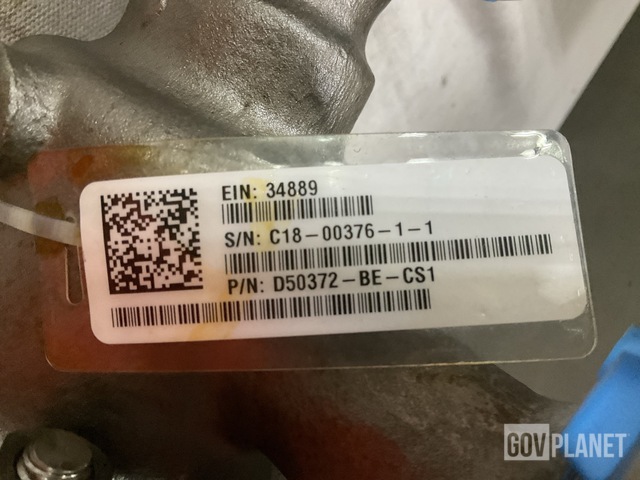 EIN: 34889
S/N: C18-00376-1-1
P/N: D50372-BE-CS1
GOVPLANET